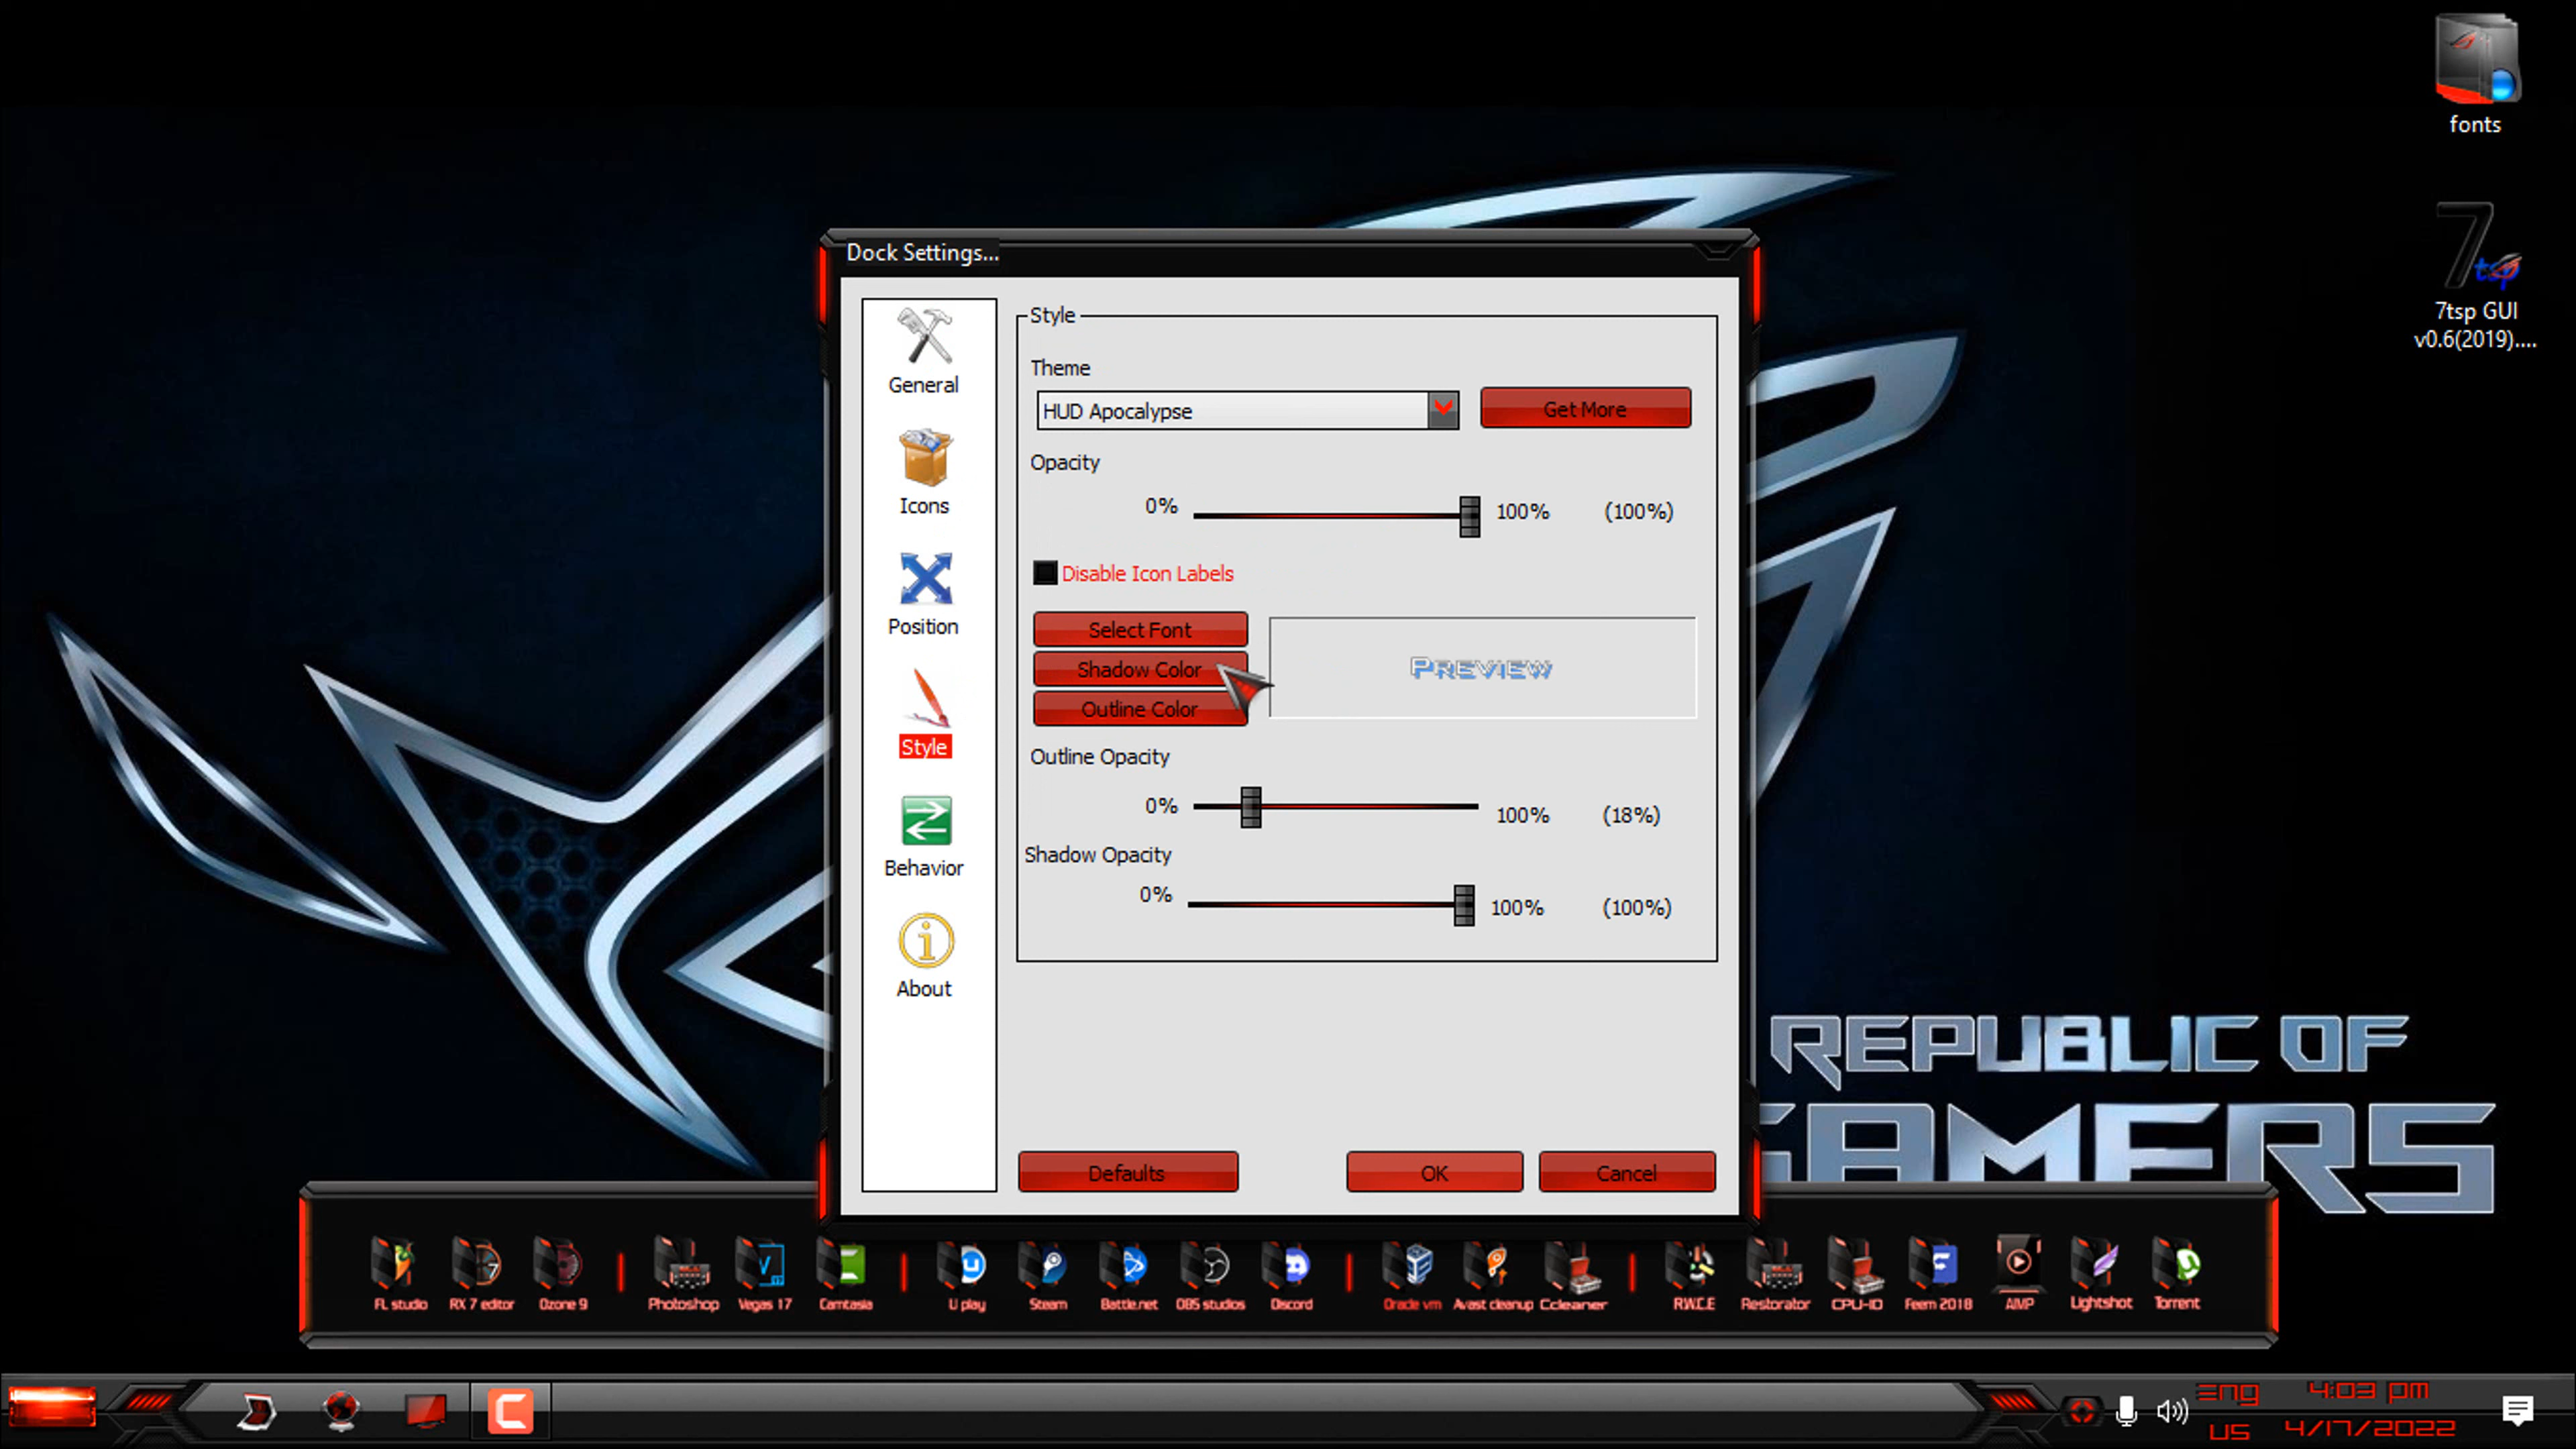 fonts
7tsp GUI
v0.6(2019)....
Dock Settings...
General
Icons
Position
Style
Behavior
About
Style
Theme
HUD Apocalypse
Get More
Opacity
0%
100%
(100%)
Disable Icon Labels
Select Font
Shadow Color
Outline Color
Preview
Outline Opacity
0%
100%
(18%)
Shadow Opacity
0%
100%
(100%)
Defaults
OK
Cancel
REPUBLIC OF
GAMERS
FL studio
RX 7 editor
Ozone 9
Photoshop
Vegas 17
Camtasia
U play
Steam
Battle.net
OBS studios
Discord
Oracle vm
Avast cleanup
Ccleaner
R.W.C.E
Restorator
CPU-ID
Feem 2018
AIMP
Lightshot
Torrent
Eng
US
4:03 pm
4/17/2022